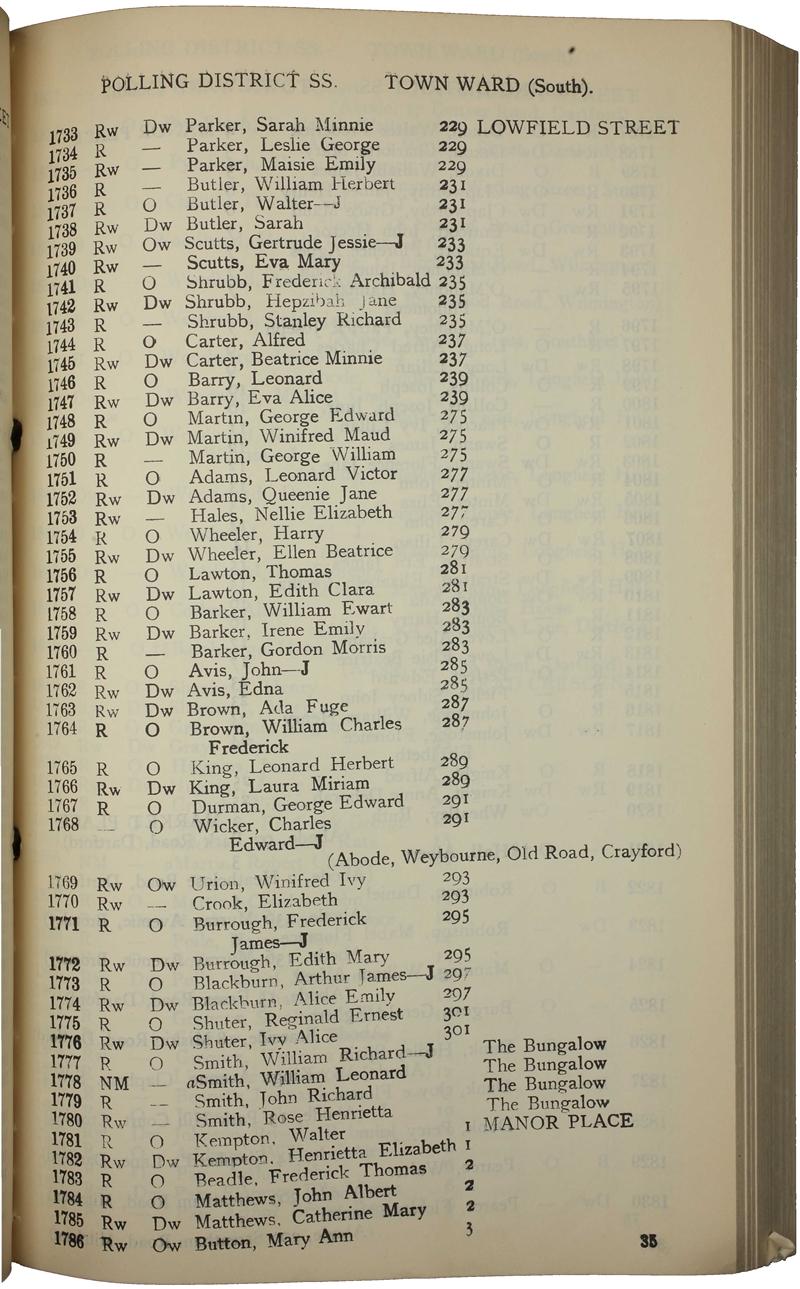 POLLING DISTRICT SS. TOWN WARD (South).
1733 Rw Dw Parker, Sarah Minnie 229 LOWFIELD STREET
1734 R — Parker, Leslie George 229
1735 Rw — Parker, Maisie Emily 229
1736 R — Butler, William Herbert 231
1737 R O Butler, Walter—J 231
1738 Rw Dw Butler, Sarah 231
1739 Rw Ow Scutts, Gertrude Jessie—J 233
1740 Rw — Scutts, Eva Mary 233
1741 R O Shrubb, Frederick Archibald 235
1742 Rw Dw Shrubb, Hepzibah Jane 235
1743 R — Shrubb, Stanley Richard 235
1744 R O Carter, Alfred 237
1745 Rw Dw Carter, Beatrice Minnie 237
1746 R O Barry, Leonard 239
1747 Rw Dw Barry, Eva Alice 239
1748 R O Martin, George Edward 275
1749 Rw Dw Martin, Winifred Maud 275
1750 R — Martin, George William 275
1751 R O Adams, Leonard Victor 277
1752 Rw Dw Adams, Queenie Jane 277
1753 Rw — Hales, Nellie Elizabeth 277
1754 R O Wheeler, Harry 279
1755 Rw Dw Wheeler, Ellen Beatrice 279
1756 R O Lawton, Thomas 281
1757 Rw Dw Lawton, Edith Clara 281
1758 R O Barker, William Ewart 283
1759 Rw Dw Barker, Irene Emily 283
1760 R — Barker, Gordon Morris 283
1761 R O Avis, John—J 285
1762 Rw Dw Avis, Edna 285
1763 Rw Dw Brown, Ada Fuge 287
1764 R O Brown, William Charles 287
Frederick
1765 R O King, Leonard Herbert 289
1766 Rw Dw King, Laura Miriam 289
1767 R O Durman, George Edward 291
1768 — O Wicker, Charles 291
Edward—J
(Abode, Weybourne, Old Road, Crayford)
1769 Rw Ow Urion, Winifred Ivy 293
1770 Rw — Crook, Elizabeth 293
1771 R O Burrough, Frederick 295
James—J
1772 Rw Dw Burrough, Edith Mary 295
1773 R O Blackburn, Arthur James—J 297
1774 Rw Dw Blackburn, Alice Emily 297
1775 R O Shuter, Reginald Ernest 301
1776 Rw Dw Shuter, Ivy Alice 301
1777 R O Smith, William Richard—J The Bungalow
1778 NM — aSmith, William Leonard The Bungalow
1779 R — Smith, John Richard The Bungalow
1780 Rw — Smith, Rose Henrietta The Bungalow
1781 R O Kempton, Walter 1 MANOR PLACE
1782 Rw Dw Kempton, Henrietta Elizabeth 1
1783 R O Beadle, Frederick Thomas 2
1784 R O Matthews, John Albert 2
1785 Rw Dw Matthews, Catherine Mary 2
1786 Rw Ow Button, Mary Ann 3
35